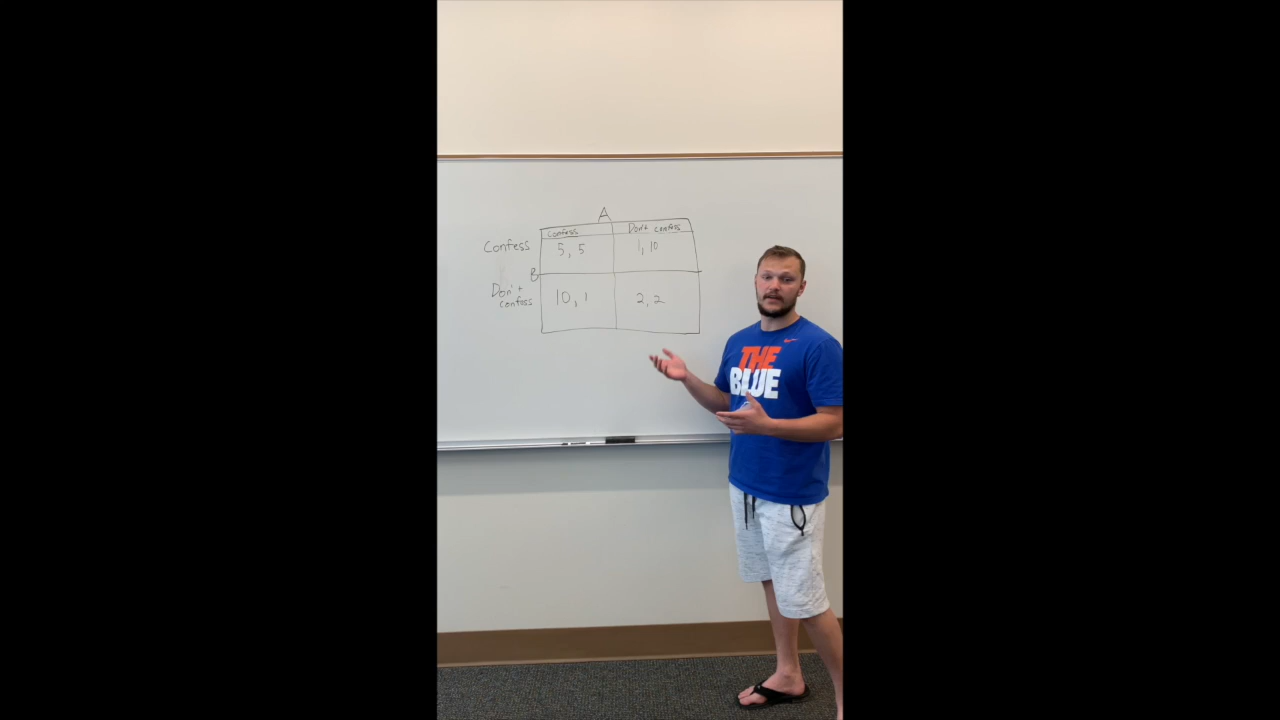 A
Confess
Don't confess
Confess
5, 5
1, 10
B
Don't
confess
10, 1
2, 2
THE
BLUE